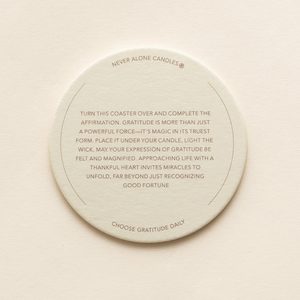 NEVER ALONE CANDLES®
TURN THIS COASTER OVER AND COMPLETE THE
AFFIRMATION. GRATITUDE IS MORE THAN JUST
A POWERFUL FORCE—IT'S MAGIC IN ITS TRUEST
FORM. PLACE IT UNDER YOUR CANDLE, LIGHT THE
WICK, MAY YOUR EXPRESSION OF GRATITUDE BE
FELT AND MAGNIFIED. APPROACHING LIFE WITH A
THANKFUL HEART INVITES MIRACLES TO
UNFOLD, FAR BEYOND JUST RECOGNIZING
GOOD FORTUNE
CHOOSE GRATITUDE DAILY